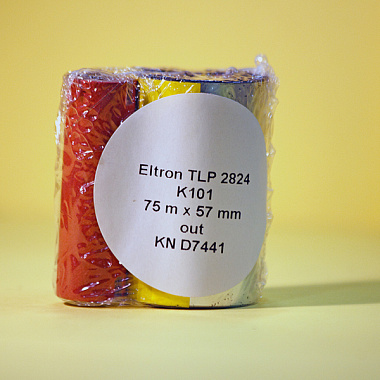 Eltron TLP 2824
K101
75 m x 57 mm
out
KN D7441